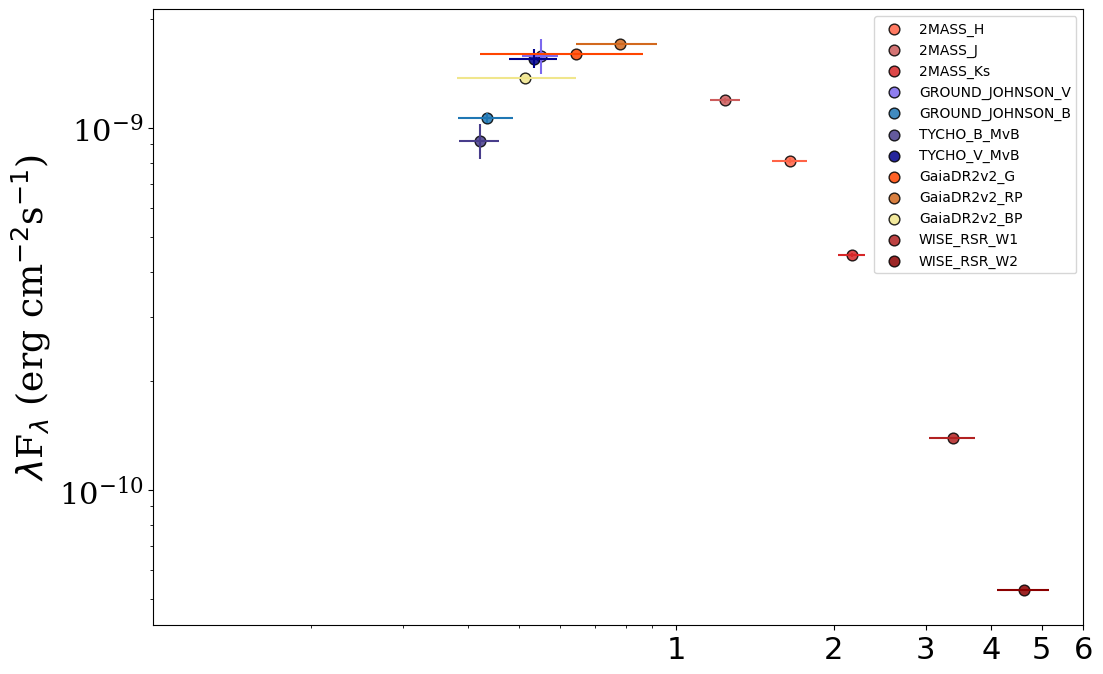 2MASS_H
2MASS_J
2MASS_Ks
GROUND_JOHNSON_V
GROUND_JOHNSON_B
TYCHO_B_MvB
TYCHO_V_MvB
GaiaDR2v2_G
GaiaDR2v2_RP
GaiaDR2v2_BP
WISE_RSR_W1
WISE_RSR_W2
10⁻⁹
10⁻¹⁰
λF_λ (erg cm⁻²s⁻¹)
1 2 3 4 5 6